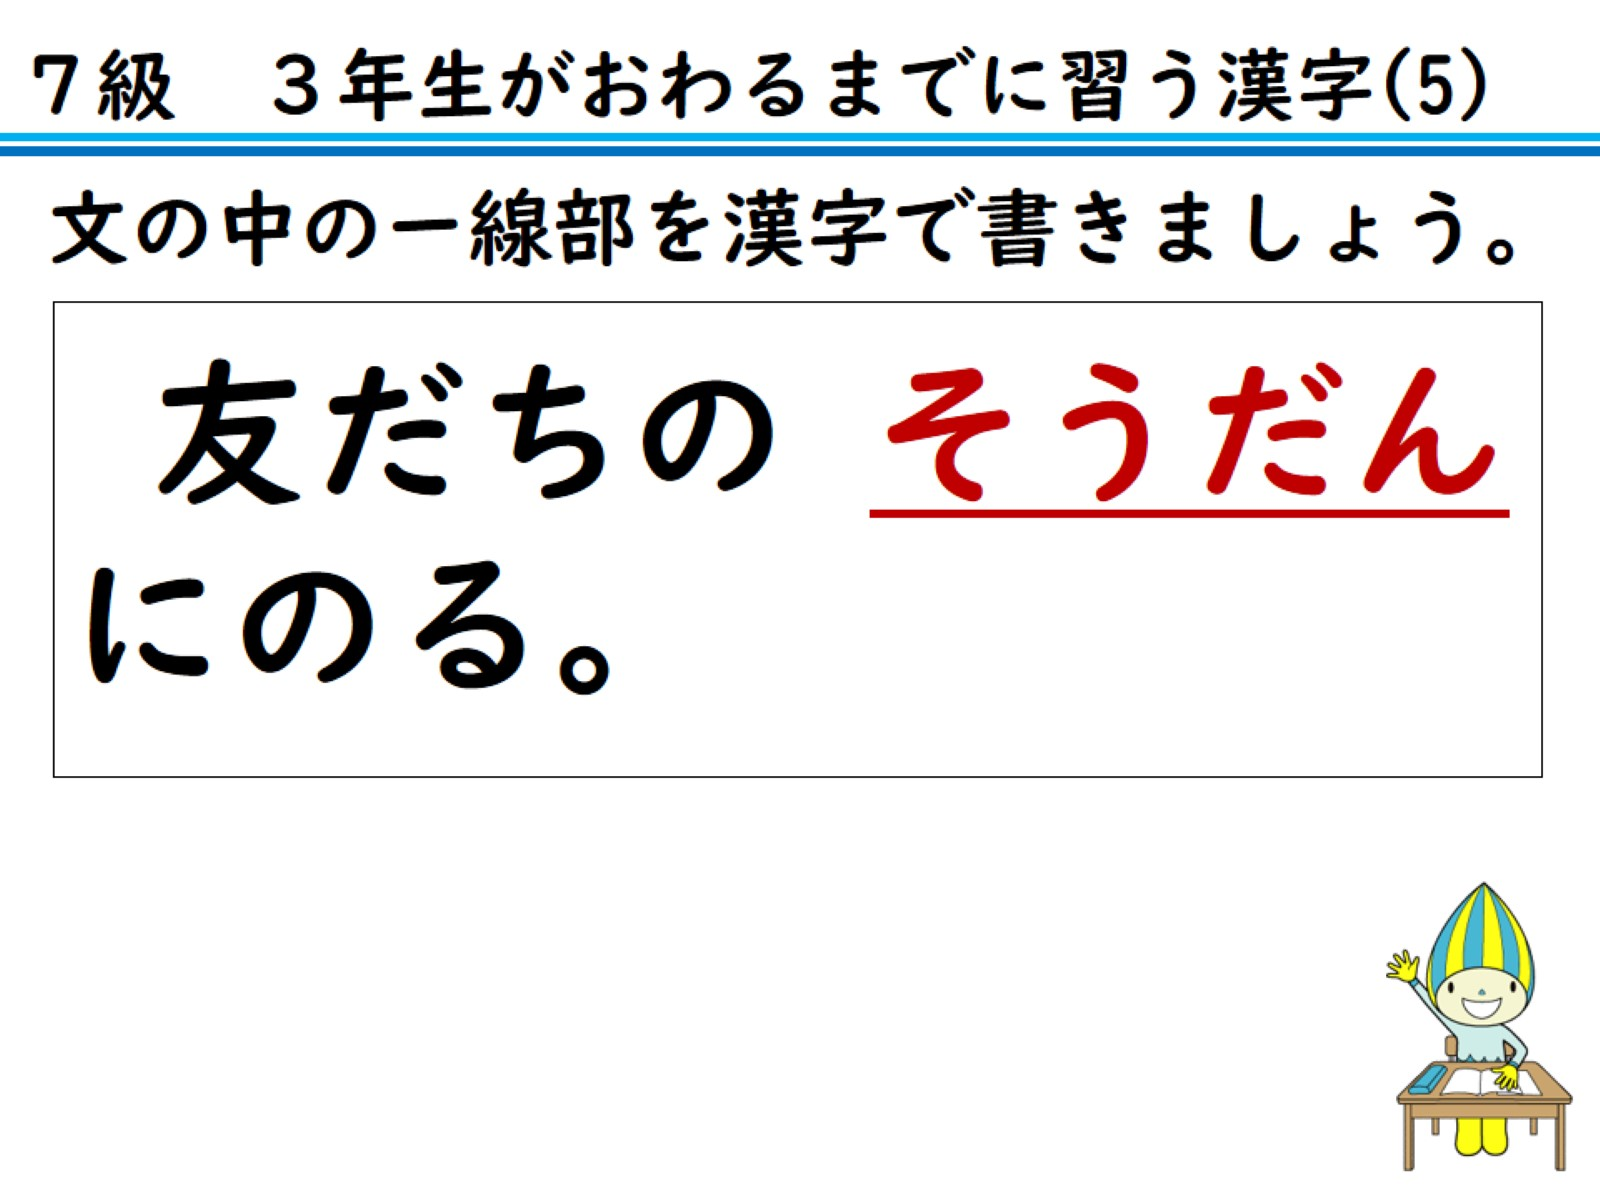 ７級　３年生がおわるまでに習う漢字(5)
文の中の一線部を漢字で書きましょう。
友だちの そうだん
にのる。